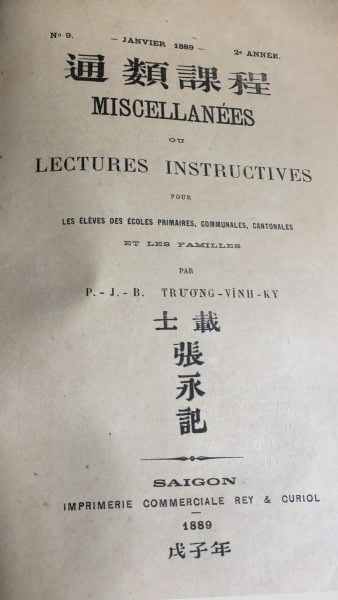 Nº 9. – JANVIER 1889 – 2e ANNÉE.
通類課程
MISCELLANÉES
OU
LECTURES INSTRUCTIVES
POUR
LES ÉLÈVES DES ÉCOLES PRIMAIRES, COMMUNALES, CANTONALES
ET LES FAMILLES
PAR
P.-J.-B. TRƯƠNG-VĨNH-KÝ
士載
張
永
記
SAIGON
IMPRIMERIE COMMERCIALE REY & CURIOL
1889
戊子年